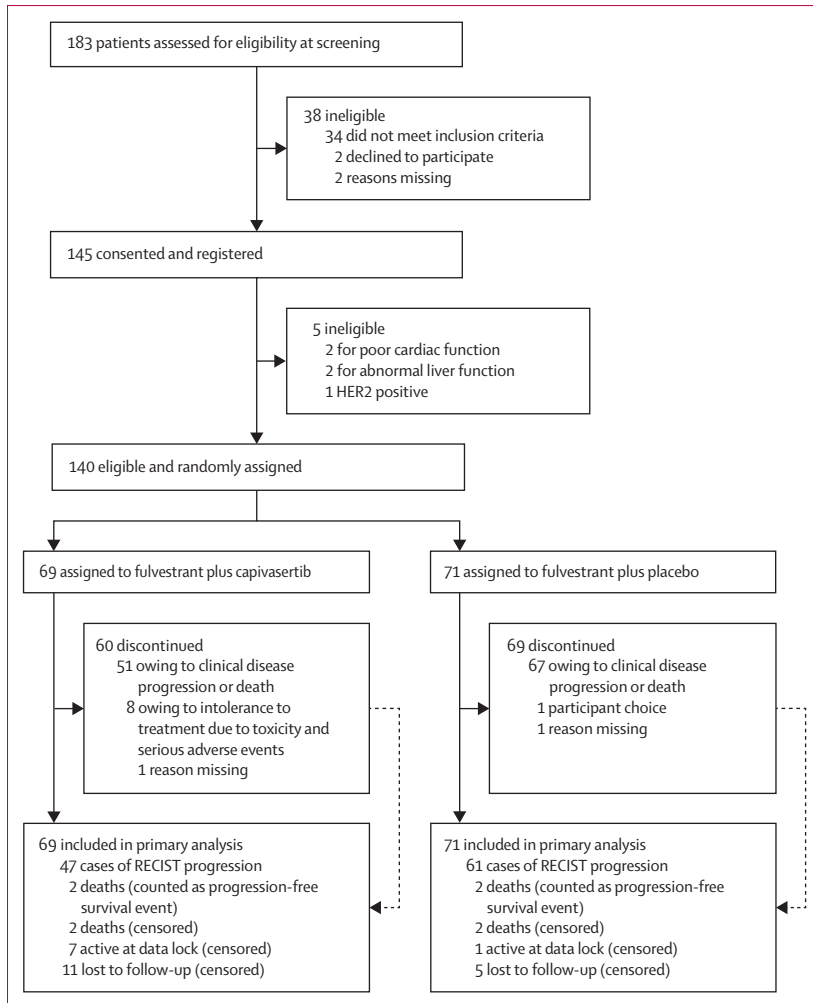 183 patients assessed for eligibility at screening
38 ineligible
34 did not meet inclusion criteria
2 declined to participate
2 reasons missing
145 consented and registered
5 ineligible
2 for poor cardiac function
2 for abnormal liver function
1 HER2 positive
140 eligible and randomly assigned
69 assigned to fulvestrant plus capivasertib
71 assigned to fulvestrant plus placebo
60 discontinued
51 owing to clinical disease
progression or death
8 owing to intolerance to
treatment due to toxicity and
serious adverse events
1 reason missing
69 discontinued
67 owing to clinical disease
progression or death
1 participant choice
1 reason missing
69 included in primary analysis
47 cases of RECIST progression
2 deaths (counted as progression-free
survival event)
2 deaths (censored)
7 active at data lock (censored)
11 lost to follow-up (censored)
71 included in primary analysis
61 cases of RECIST progression
2 deaths (counted as progression-free
survival event)
2 deaths (censored)
1 active at data lock (censored)
5 lost to follow-up (censored)